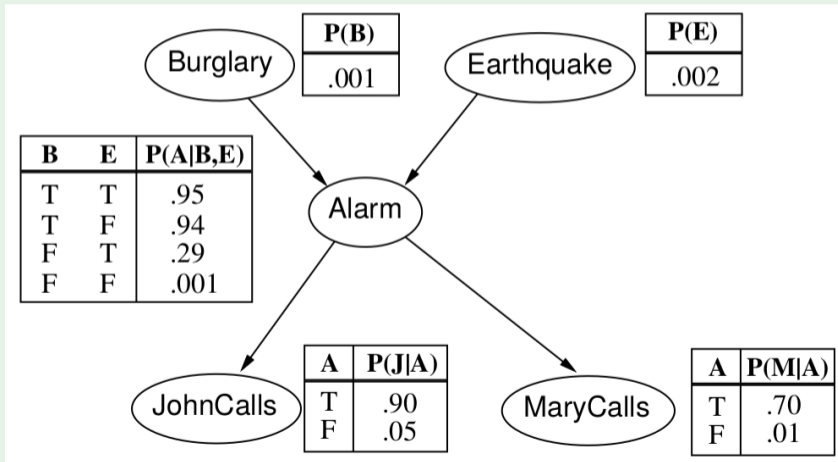 Burglary
P(B)
.001
Earthquake
P(E)
.002
B E P(A|B,E)
T T .95
T F .94
F T .29
F F .001
Alarm
JohnCalls
A P(J|A)
T .90
F .05
MaryCalls
A P(M|A)
T .70
F .01